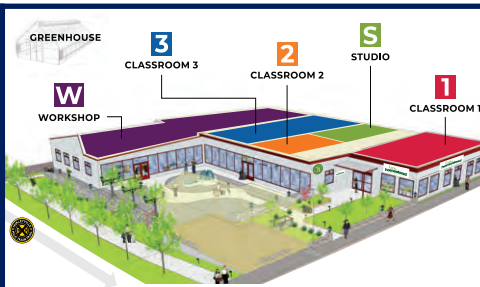 GREENHOUSE
3
CLASSROOM 3
2
CLASSROOM 2
S
STUDIO
1
CLASSROOM 1
W
WORKSHOP